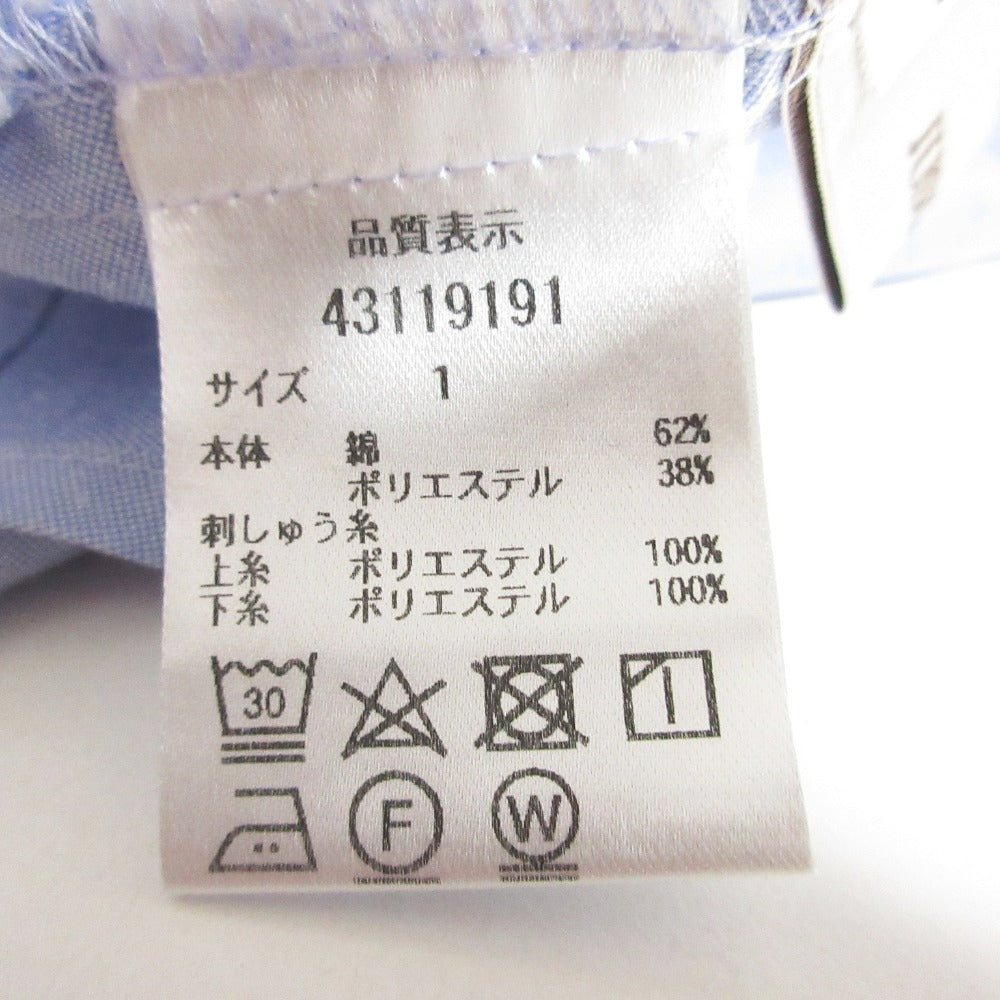 品質表示
43119191
サイズ 1
本体 綿 62%
ポリエステル 38%
刺しゅう糸
上糸 ポリエステル 100%
下糸 ポリエステル 100%
30
F
W